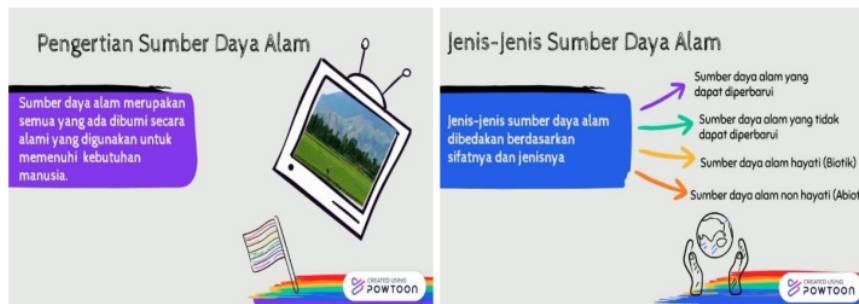 Pengertian Sumber Daya Alam
Sumber daya alam merupakan
semua yang ada dibumi secara
alami yang digunakan untuk
memenuhi kebutuhan
manusia.
CREATED USING
POWTOON
Jenis-Jenis Sumber Daya Alam
Jenis-jenis sumber daya alam
dibedakan berdasarkan
sifatnya dan jenisnya
Sumber daya alam yang
dapat diperbarui
Sumber daya alam yang tidak
dapat diperbarui
Sumber daya alam hayati (Biotik)
Sumber daya alam non hayati (Abiot
CREATED USING
POWTOON